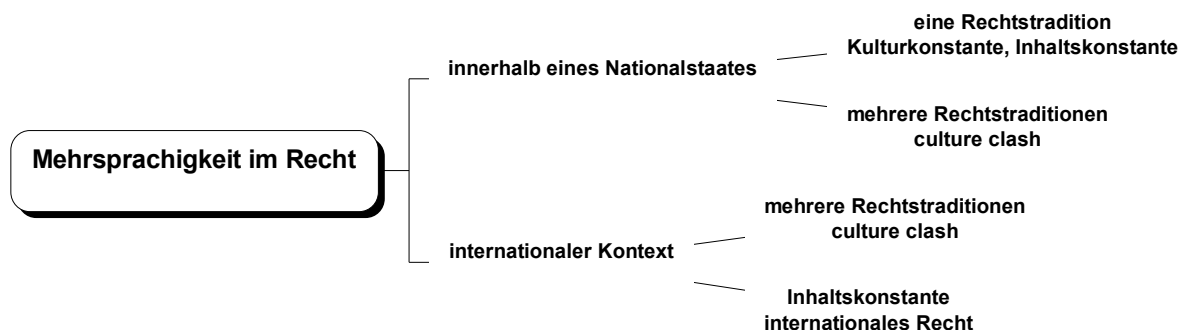 Mehrsprachigkeit im Recht
innerhalb eines Nationalstaates
eine Rechtstradition
Kulturkonstante, Inhaltskonstante
mehrere Rechtstraditionen
culture clash
internationaler Kontext
mehrere Rechtstraditionen
culture clash
Inhaltskonstante
internationales Recht